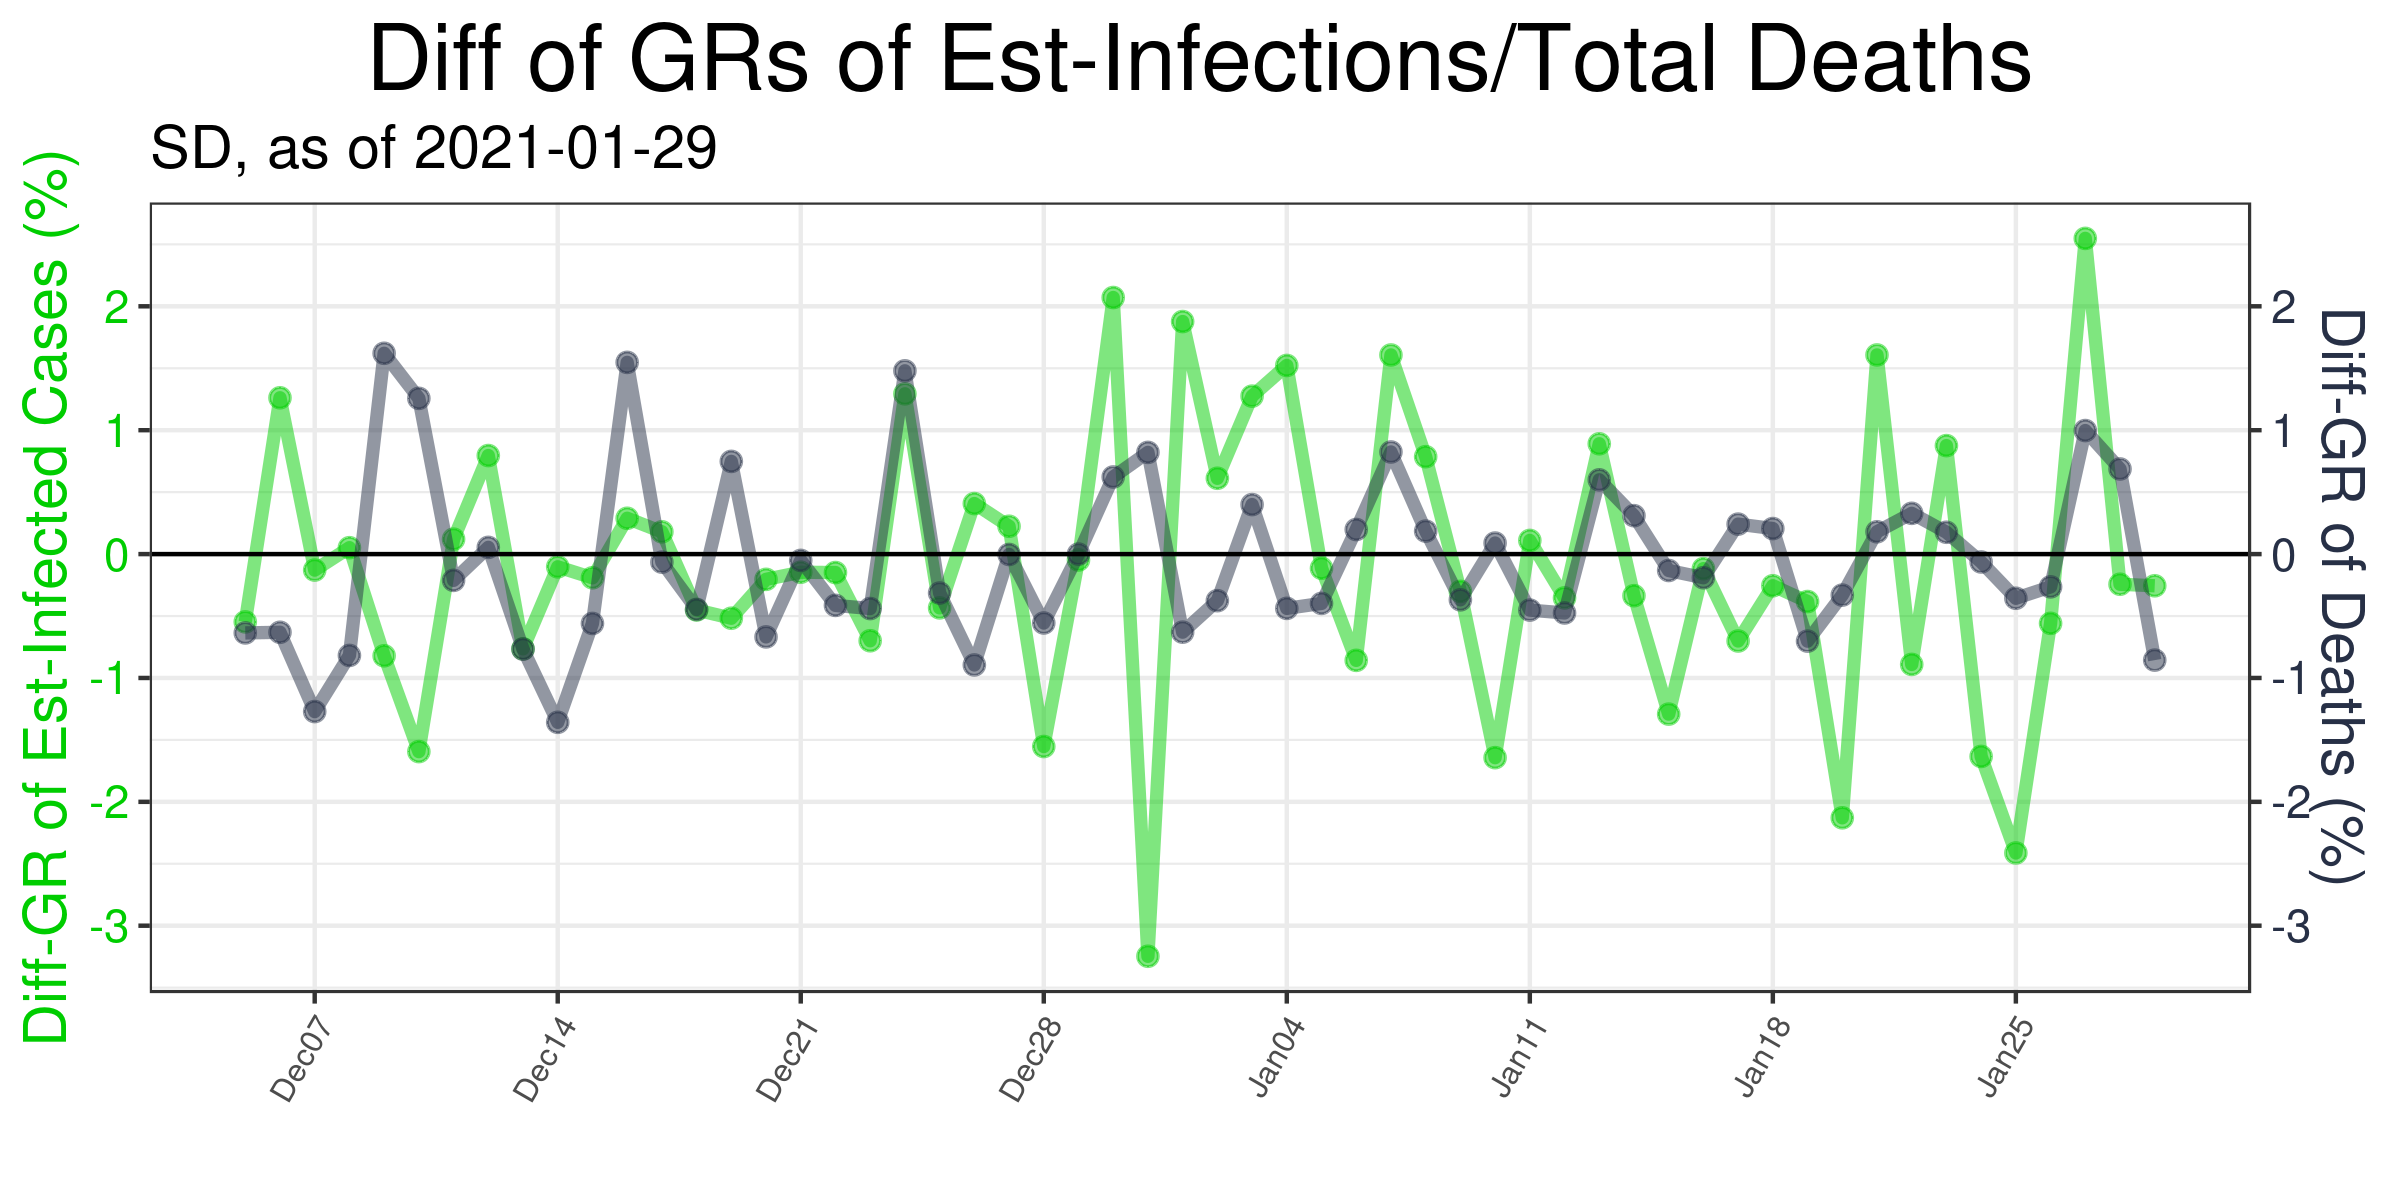 Diff of GRs of Est-Infections/Total Deaths
SD, as of 2021-01-29
Diff-GR of Est-Infected Cases (%)
2
1
0
-1
-2
-3
2
1
0
-1
-2
-3
Diff-GR of Deaths (%)
Dec07
Dec14
Dec21
Dec28
Jan04
Jan11
Jan18
Jan25